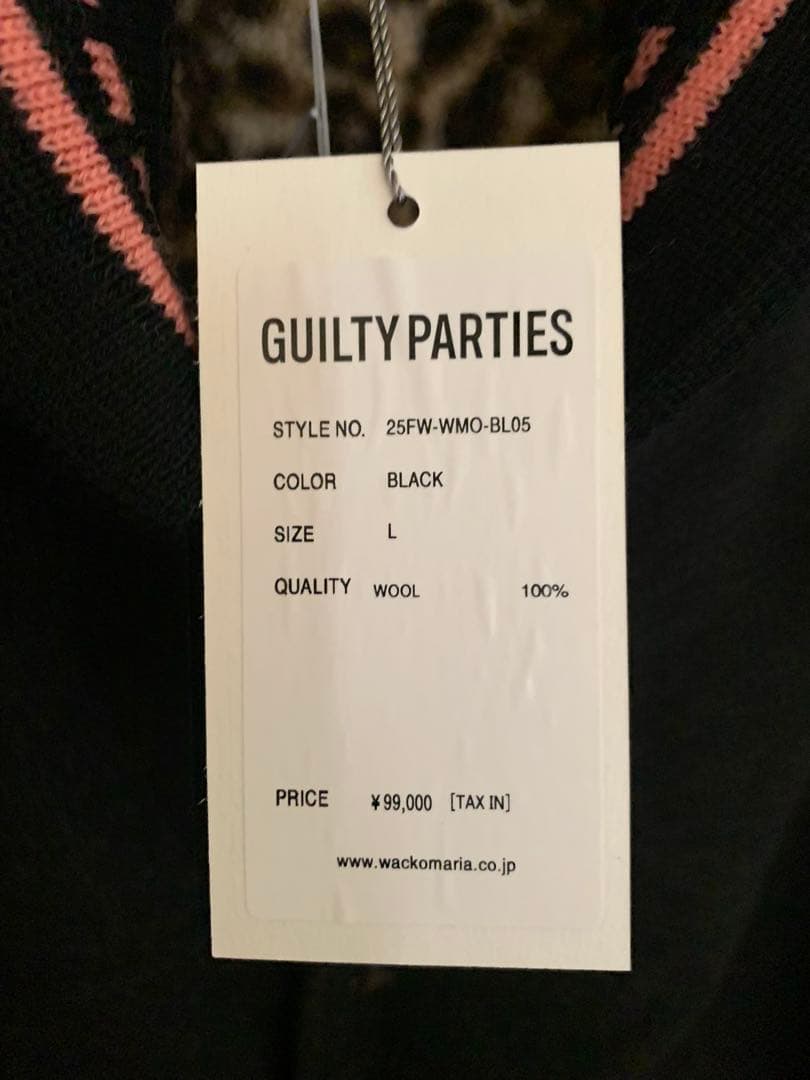 GUILTY PARTIES
STYLE NO. 25FW-WMO-BL05
COLOR BLACK
SIZE L
QUALITY WOOL 100%
PRICE ¥99,000 [TAX IN]
www.wackomaria.co.jp